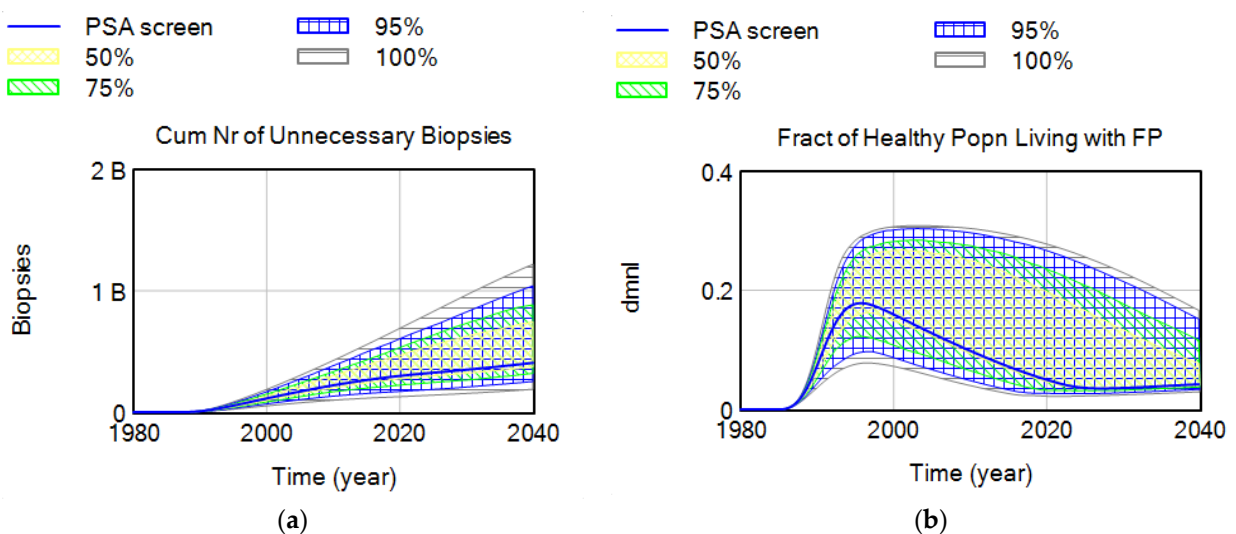 PSA screen
95%
50%
100%
75%
Cum Nr of Unnecessary Biopsies
2 B
1 B
0
Biopsies
1980
2000
2020
2040
Time (year)
(a)
PSA screen
95%
50%
100%
75%
Fract of Healthy Popn Living with FP
0.4
0.2
0
dmnl
1980
2000
2020
2040
Time (year)
(b)